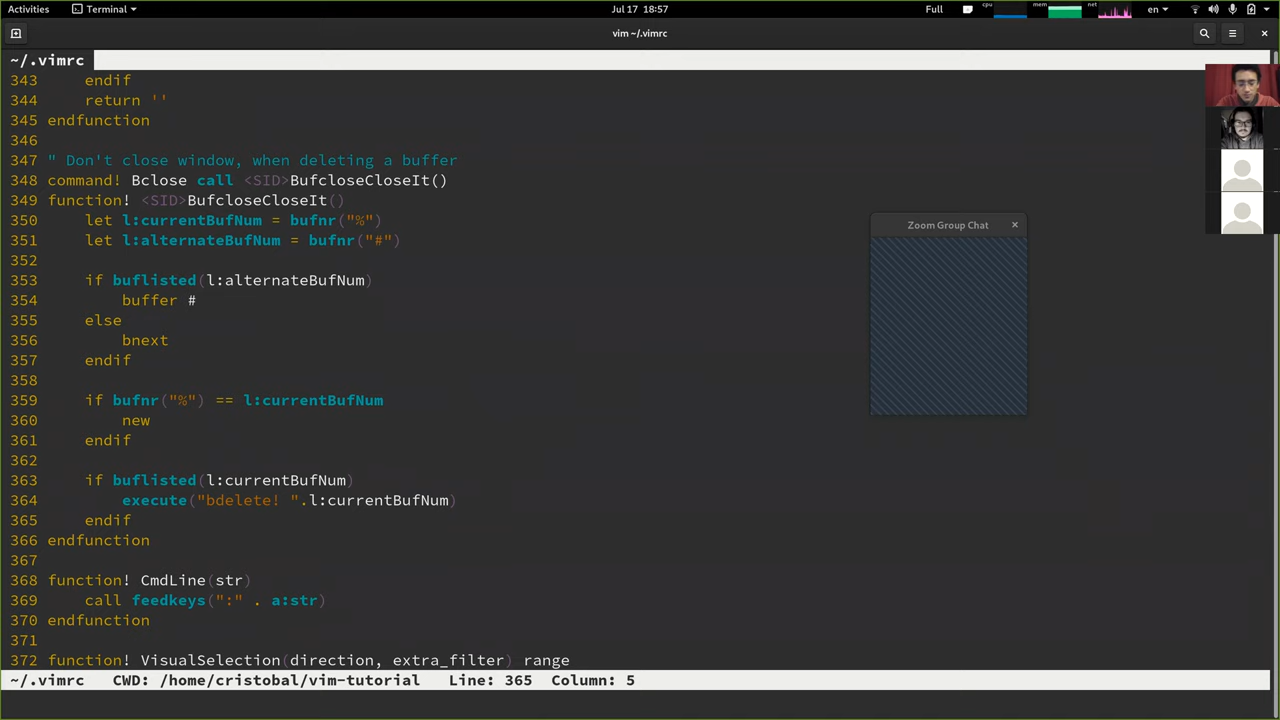 Activities Terminal Jul 17 18:57 Full cpu mem net en
vim ~/.vimrc
~/.vimrc
343     endif
344     return ''
345 endfunction
346
347 " Don't close window, when deleting a buffer
348 command! Bclose call <SID>BufcloseCloseIt()
349 function! <SID>BufcloseCloseIt()
350     let l:currentBufNum = bufnr("%")
351     let l:alternateBufNum = bufnr("#")
352
353     if buflisted(l:alternateBufNum)
354         buffer #
355     else
356         bnext
357     endif
358
359     if bufnr("%") == l:currentBufNum
360         new
361     endif
362
363     if buflisted(l:currentBufNum)
364         execute("bdelete! ".l:currentBufNum)
365     endif
366 endfunction
367
368 function! CmdLine(str)
369     call feedkeys(":" . a:str)
370 endfunction
371
372 function! VisualSelection(direction, extra_filter) range
~/.vimrc   CWD: /home/cristobal/vim-tutorial   Line: 365  Column: 5
Zoom Group Chat